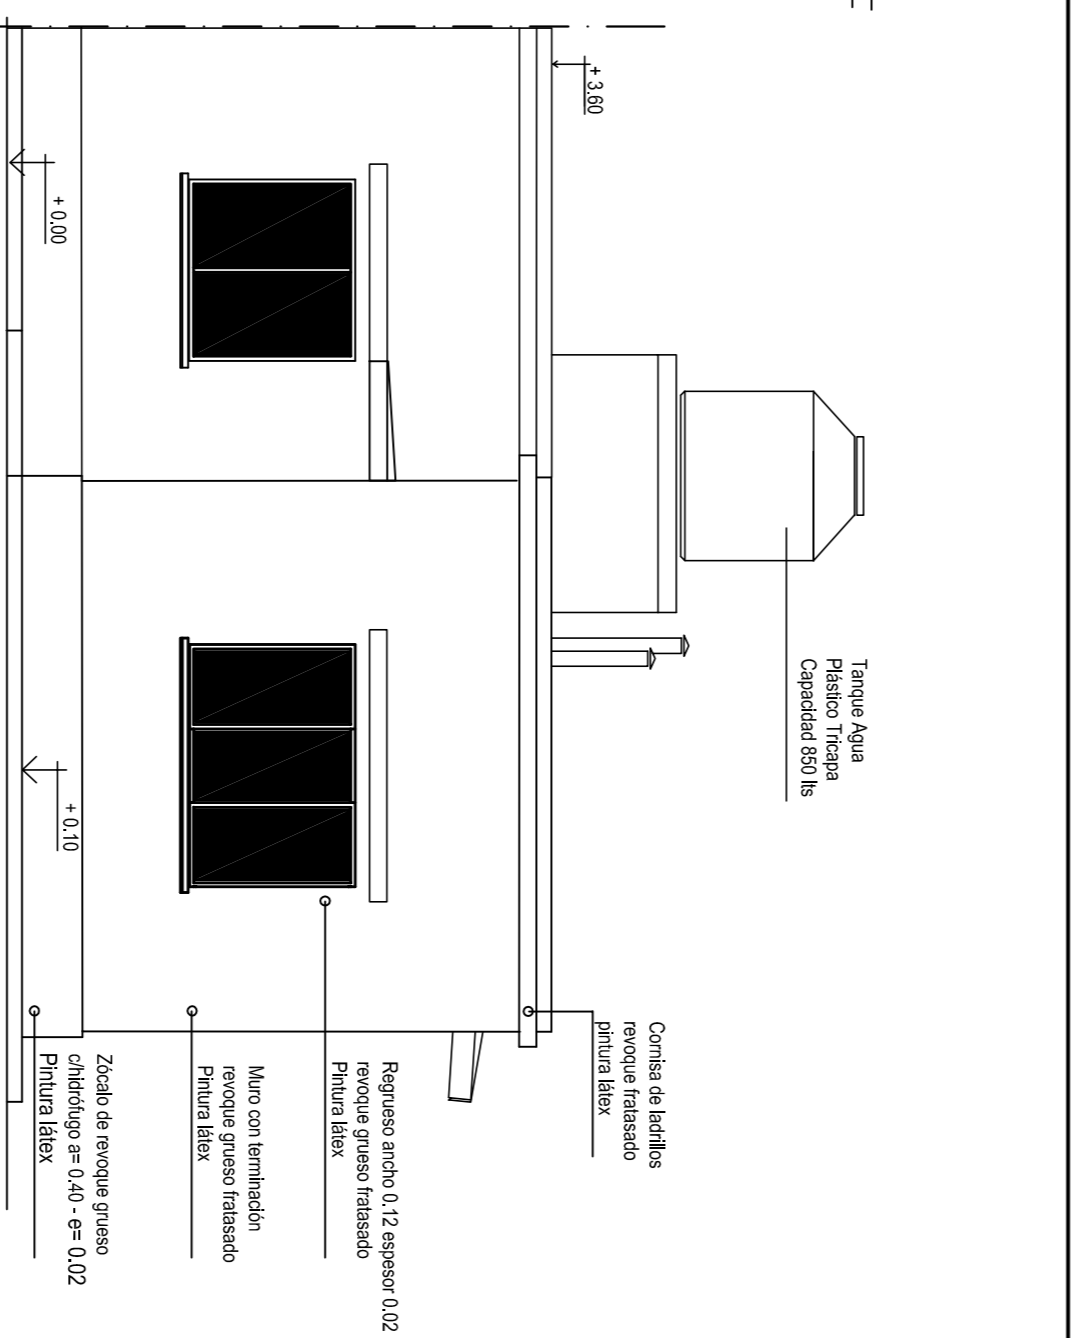 Tanque Agua
Plástico Tricapa
Capacidad 850 lts
+ 3.60
Cornisa de ladrillos
revoque fratasado
pintura látex
Regrueso ancho 0.12 espesor 0.02
revoque grueso fratasado
Pintura látex
Muro con terminación
revoque grueso fratasado
Pintura látex
+ 0.00
+ 0.10
Zócalo de revoque grueso
c/hidrófugo a= 0.40 - e= 0.02
Pintura látex